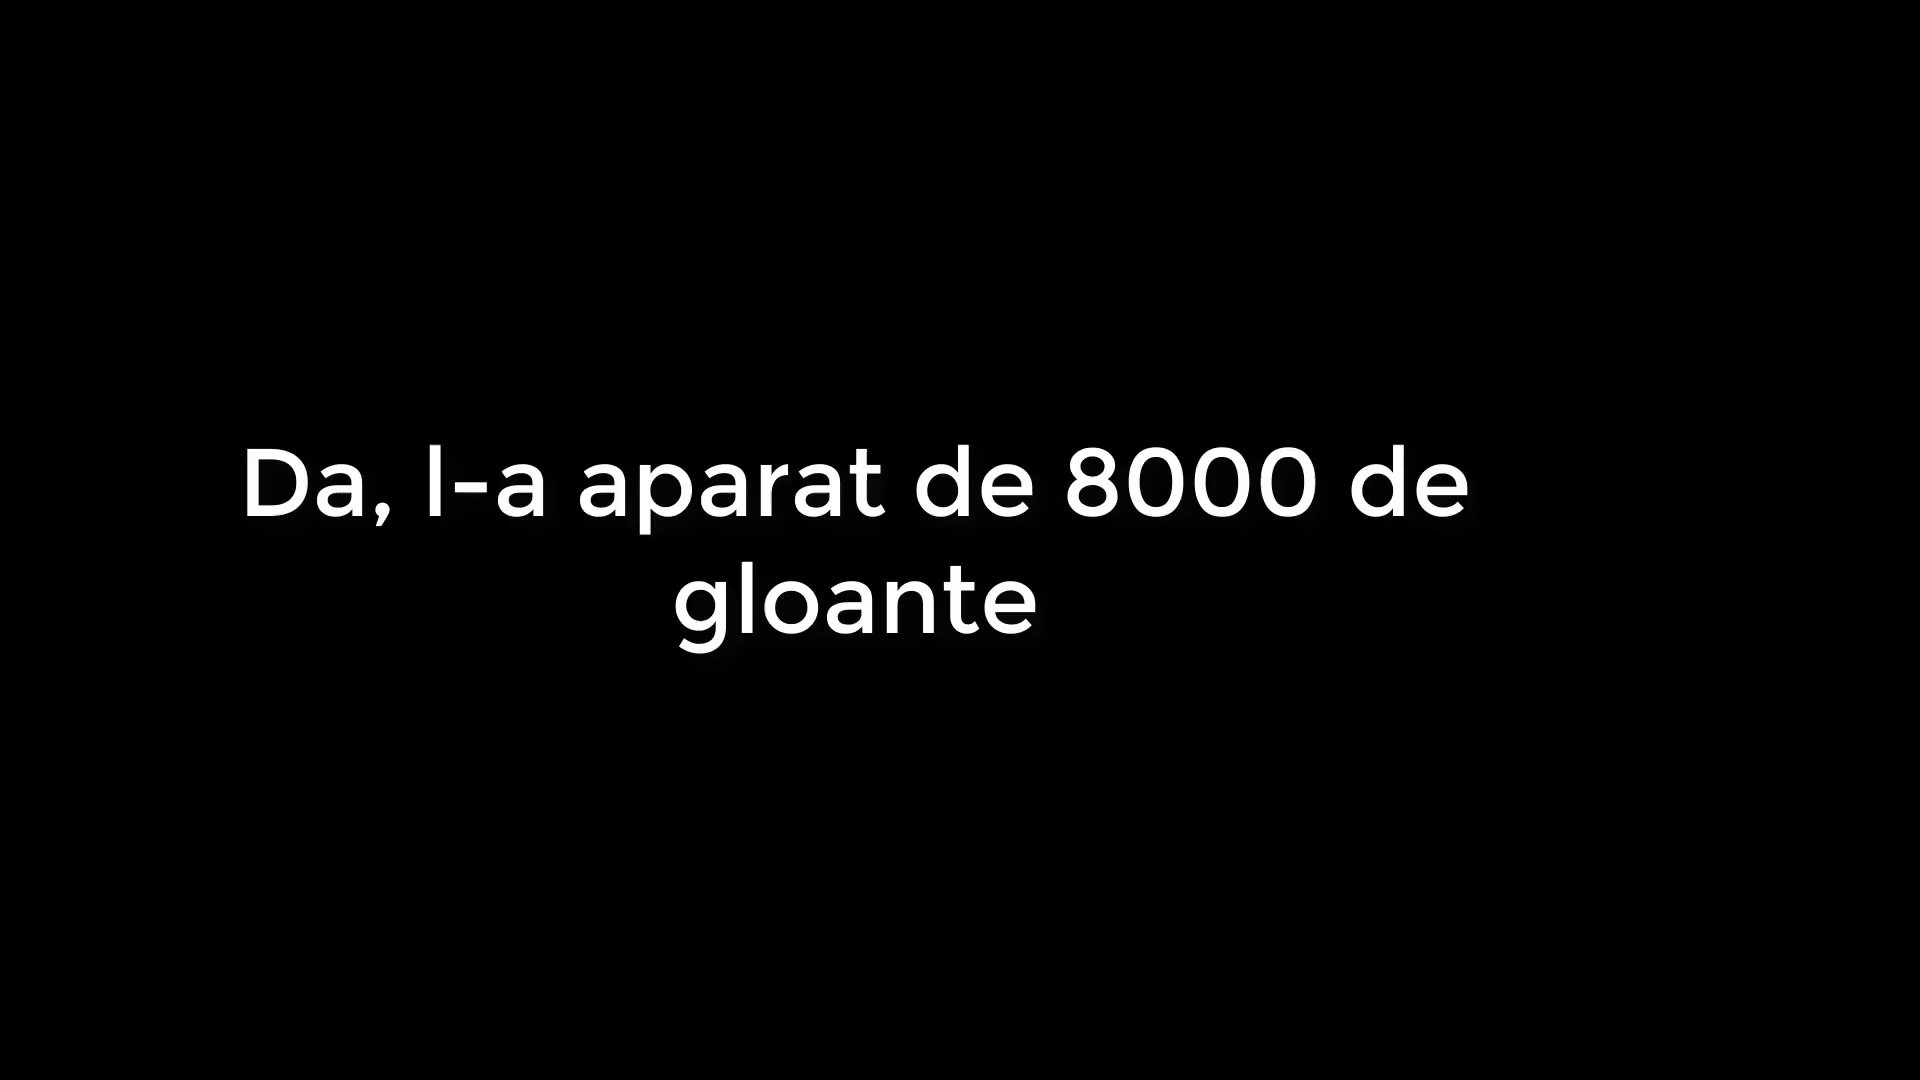 Da, l-a aparat de 8000 de
gloante